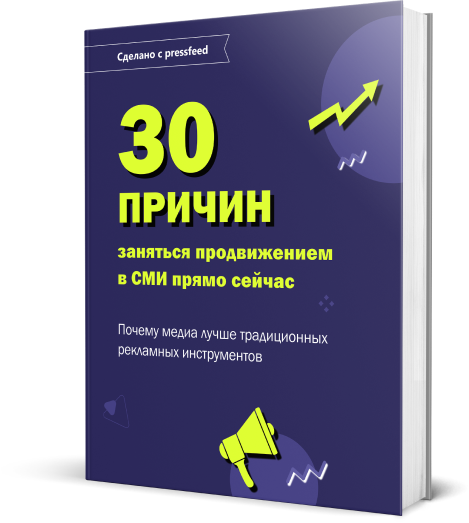 Сделано с pressfeed
30
ПРИЧИН
заняться продвижением
в СМИ прямо сейчас
Почему медиа лучше традиционных
рекламных инструментов